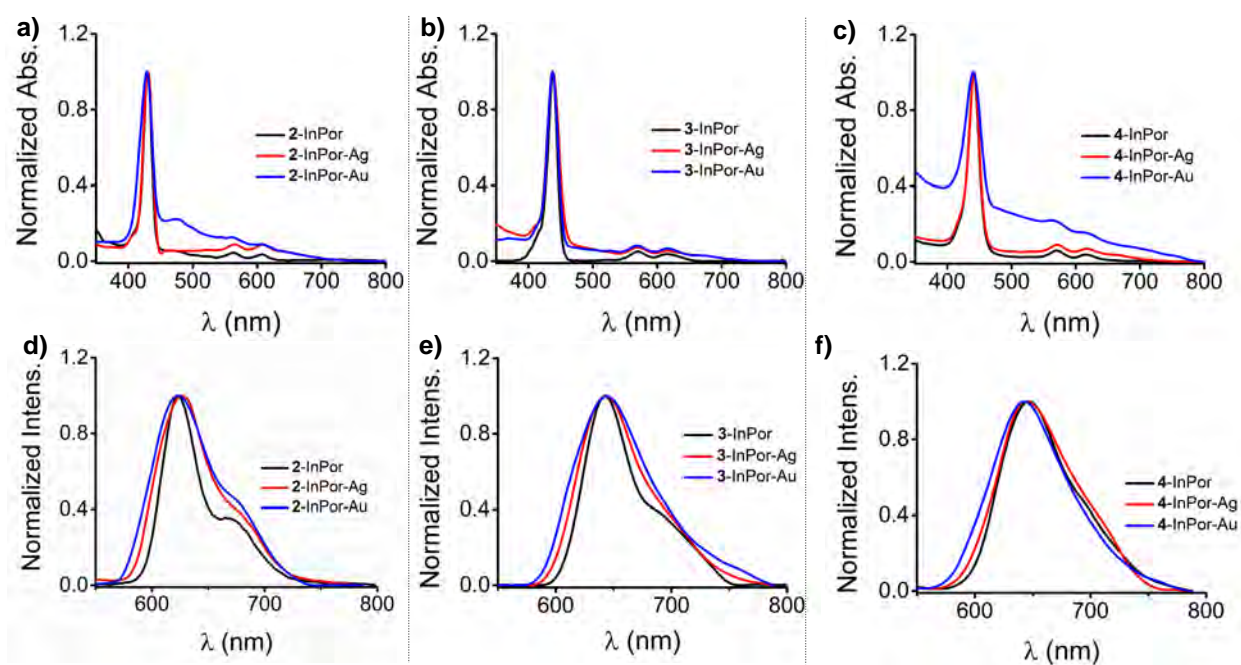 a)
1.2
0.8
0.4
0.0
Normalized Abs.
2-InPor
2-InPor-Ag
2-InPor-Au
400 500 600 700 800
λ (nm)
b)
1.2
0.8
0.4
0.0
Normalized Abs.
3-InPor
3-InPor-Ag
3-InPor-Au
400 500 600 700 800
λ (nm)
c)
1.2
0.8
0.4
0.0
Normalized Abs.
4-InPor
4-InPor-Ag
4-InPor-Au
400 500 600 700 800
λ (nm)
d)
1.2
0.8
0.4
0.0
Normalized Intens.
2-InPor
2-InPor-Ag
2-InPor-Au
600 700 800
λ (nm)
e)
1.2
0.8
0.4
0.0
Normalized Intens.
3-InPor
3-InPor-Ag
3-InPor-Au
600 700 800
λ (nm)
f)
1.2
0.8
0.4
0.0
Normalized Intens.
4-InPor
4-InPor-Ag
4-InPor-Au
600 700 800
λ (nm)